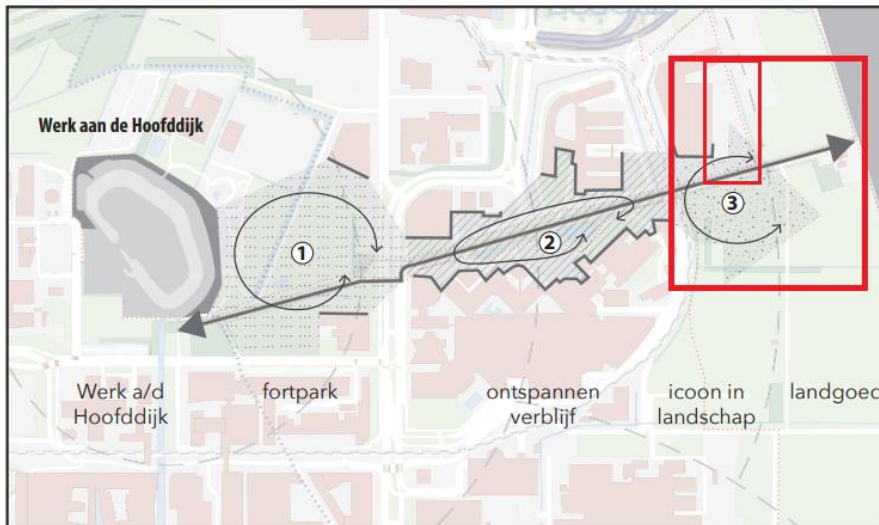 Werk aan de Hoofddijk
1
2
3
Werk a/d
Hoofddijk
fortpark
ontspannen
verblijf
icoon in
landschap
landgoed